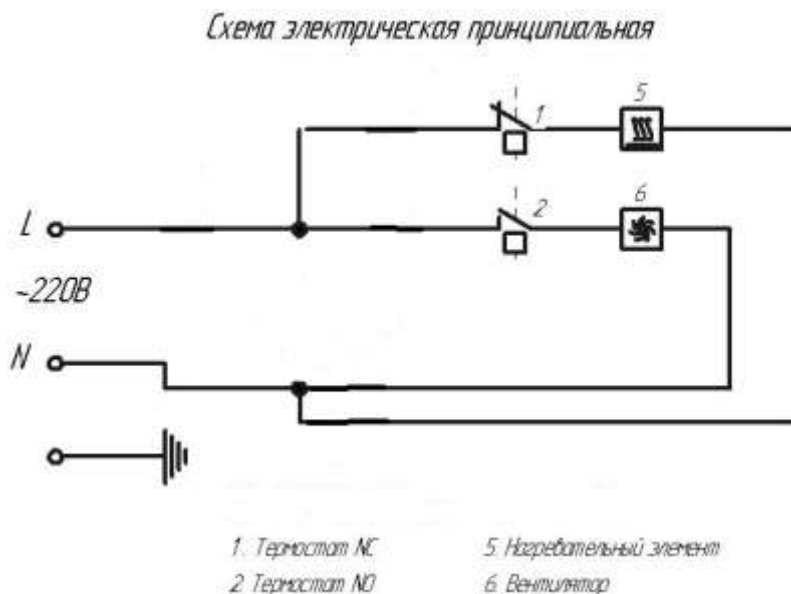 Схема электрическая принципиальная
5
1
6
L
2
~220В
N
1. Термостат NC 5. Нагревательный элемент
2. Термостат NO 6. Вентилятор